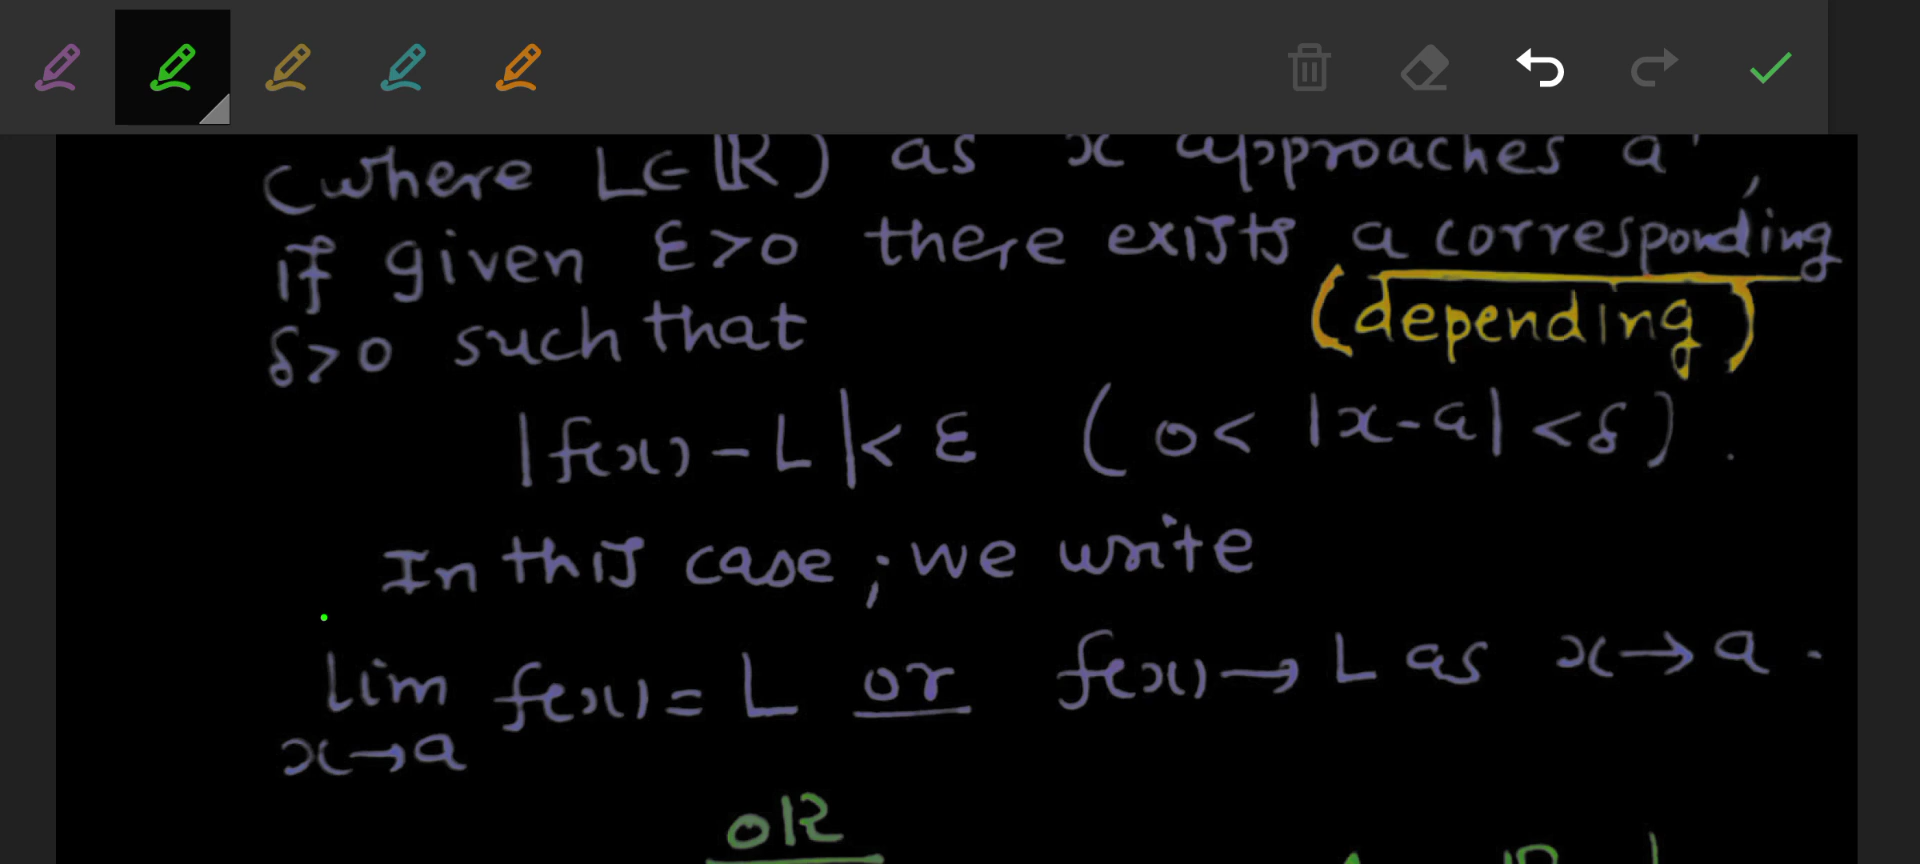 (where L∈ℝ) as x approaches a',
if given ε>0 there exists a corresponding
(depending)
δ>0 such that
|f(x) - L| < ε (0 < |x-a| < δ).
In this case, we write
lim f(x) = L or f(x) → L as x → a.
x→a
OR